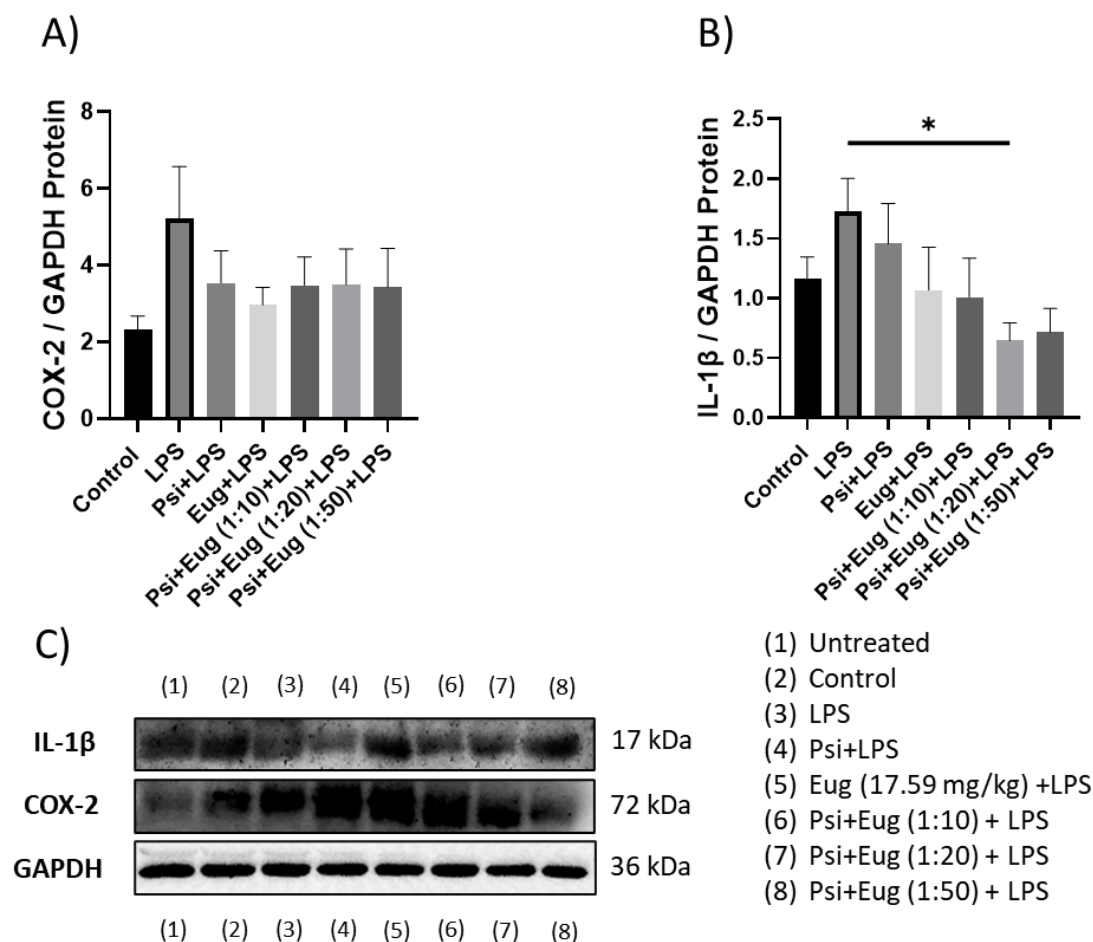 A)
COX-2 / GAPDH Protein
8
6
4
2
0
Control
LPS
Psi+LPS
Eug+LPS
Psi+Eug (1:10)+LPS
Psi+Eug (1:20)+LPS
Psi+Eug (1:50)+LPS
B)
IL-1β / GAPDH Protein
2.5
2.0
1.5
1.0
0.5
0.0
*
Control
LPS
Psi+LPS
Eug+LPS
Psi+Eug (1:10)+LPS
Psi+Eug (1:20)+LPS
Psi+Eug (1:50)+LPS
C)
(1) (2) (3) (4) (5) (6) (7) (8)
IL-1β 17 kDa
COX-2 72 kDa
GAPDH 36 kDa
(1) (2) (3) (4) (5) (6) (7) (8)
(1) Untreated
(2) Control
(3) LPS
(4) Psi+LPS
(5) Eug (17.59 mg/kg) +LPS
(6) Psi+Eug (1:10) + LPS
(7) Psi+Eug (1:20) + LPS
(8) Psi+Eug (1:50) + LPS